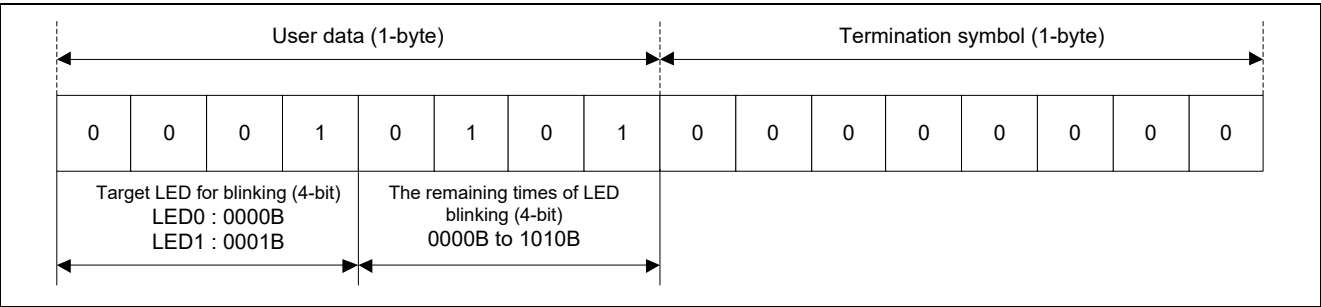 User data (1-byte)
Termination symbol (1-byte)
0 0 0 1 0 1 0 1 0 0 0 0 0 0 0 0
Target LED for blinking (4-bit)
LED0 : 0000B
LED1 : 0001B
The remaining times of LED
blinking (4-bit)
0000B to 1010B